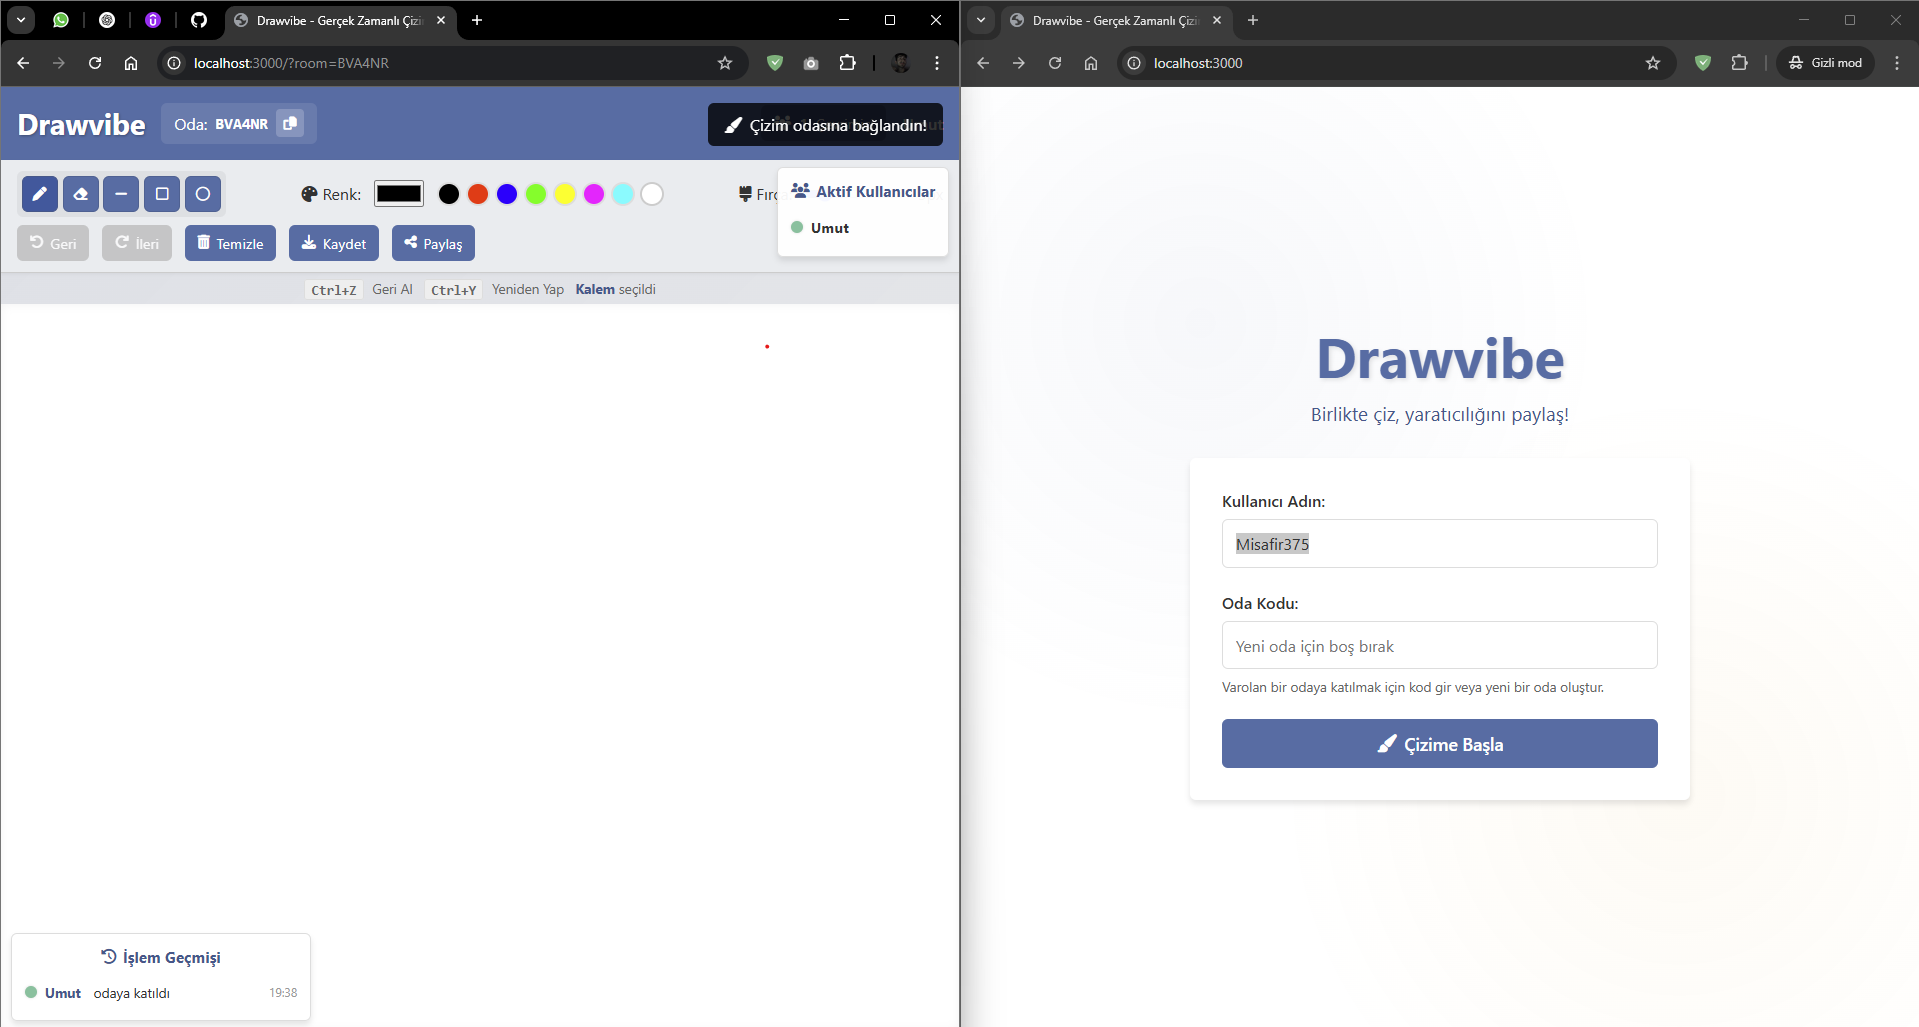 Drawvibe - Gerçek Zamanlı Çizi
localhost:3000/?room=BVA4NR
Drawvibe
Oda: BVA4NR
Çizim odasına bağlandın!
Renk:
Aktif Kullanıcılar
Umut
Geri
İleri
Temizle
Kaydet
Paylaş
Ctrl+Z Geri Al Ctrl+Y Yeniden Yap Kalem seçildi
İşlem Geçmişi
Umut odaya katıldı 19:38
Drawvibe - Gerçek Zamanlı Çizi
localhost:3000
Gizli mod
Drawvibe
Birlikte çiz, yaratıcılığını paylaş!
Kullanıcı Adın:
Misafir375
Oda Kodu:
Yeni oda için boş bırak
Varolan bir odaya katılmak için kod gir veya yeni bir oda oluştur.
Çizime Başla